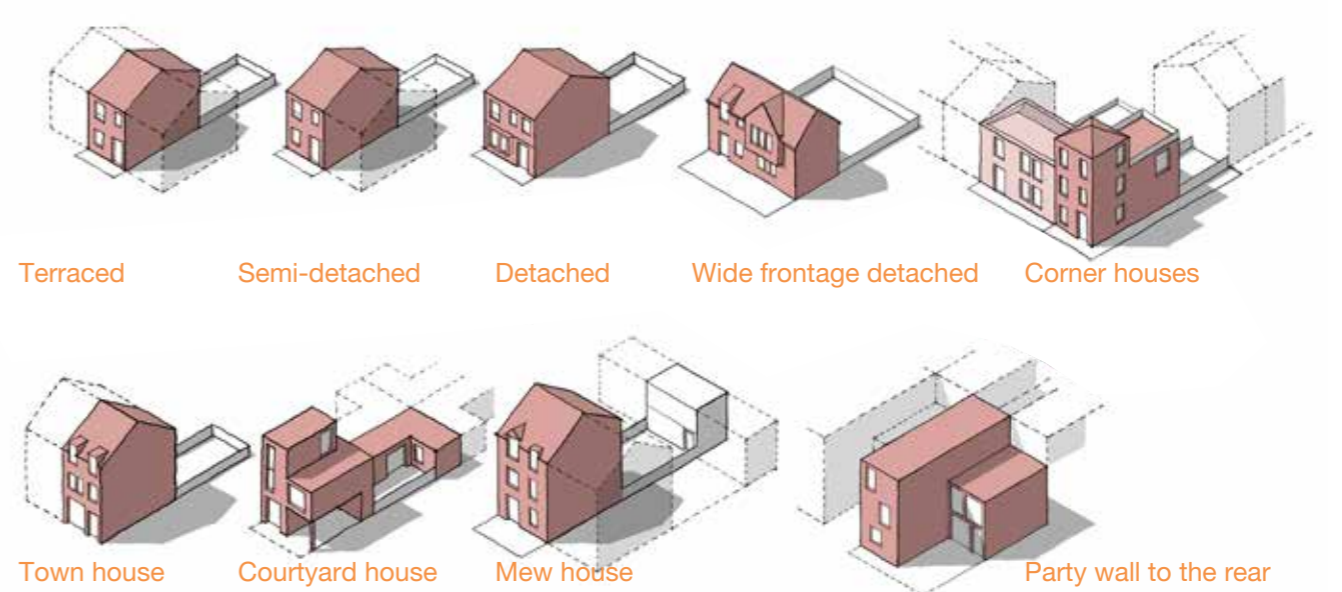 Terraced
Semi-detached
Detached
Wide frontage detached
Corner houses
Town house
Courtyard house
Mew house
Party wall to the rear